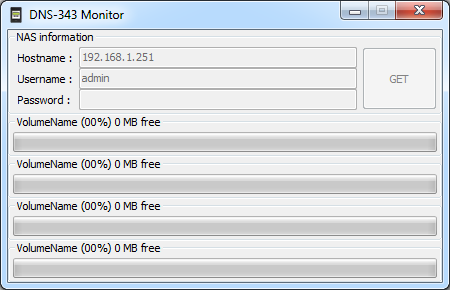 DNS-343 Monitor
NAS information
Hostname : 192.168.1.251
Username : admin
Password :
GET
VolumeName (00%) 0 MB free
VolumeName (00%) 0 MB free
VolumeName (00%) 0 MB free
VolumeName (00%) 0 MB free